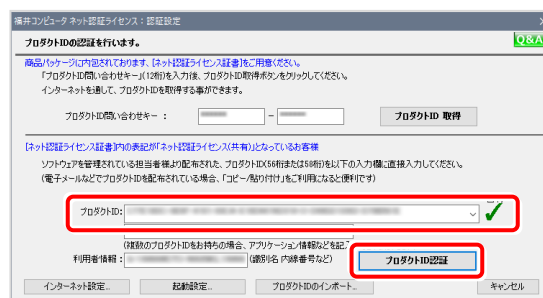 福井コンピュータ ネット認証ライセンス：認証設定
プロダクトIDの認証を行います。
Q&A
商品パッケージに内包されております、[ネット認証ライセンス証書]をご用意ください。
「プロダクトID問い合わせキー」(12桁)を入力後、プロダクトID取得ボタンをクリックしてください。
インターネットを通して、プロダクトIDを取得する事ができます。
プロダクトID問い合わせキー：
-
プロダクトID 取得
[ネット認証ライセンス証書]内の表記が「ネット認証ライセンス(共有)」となっているお客様
ソフトウェアを管理されている担当者様より配布された、プロダクトID(56桁または58桁)を以下の入力欄に直接入力してください。
(電子メールなどでプロダクトIDを配布されている場合、「コピー/貼り付け」をご利用になると便利です)
プロダクトID:
(複数のプロダクトIDをお持ちの場合、アプリケーション情報などを記入
利用者情報：
(識別名 内線番号など)
プロダクトID認証
インターネット設定...
起動設定...
プロダクトIDのインポート...
キャンセル